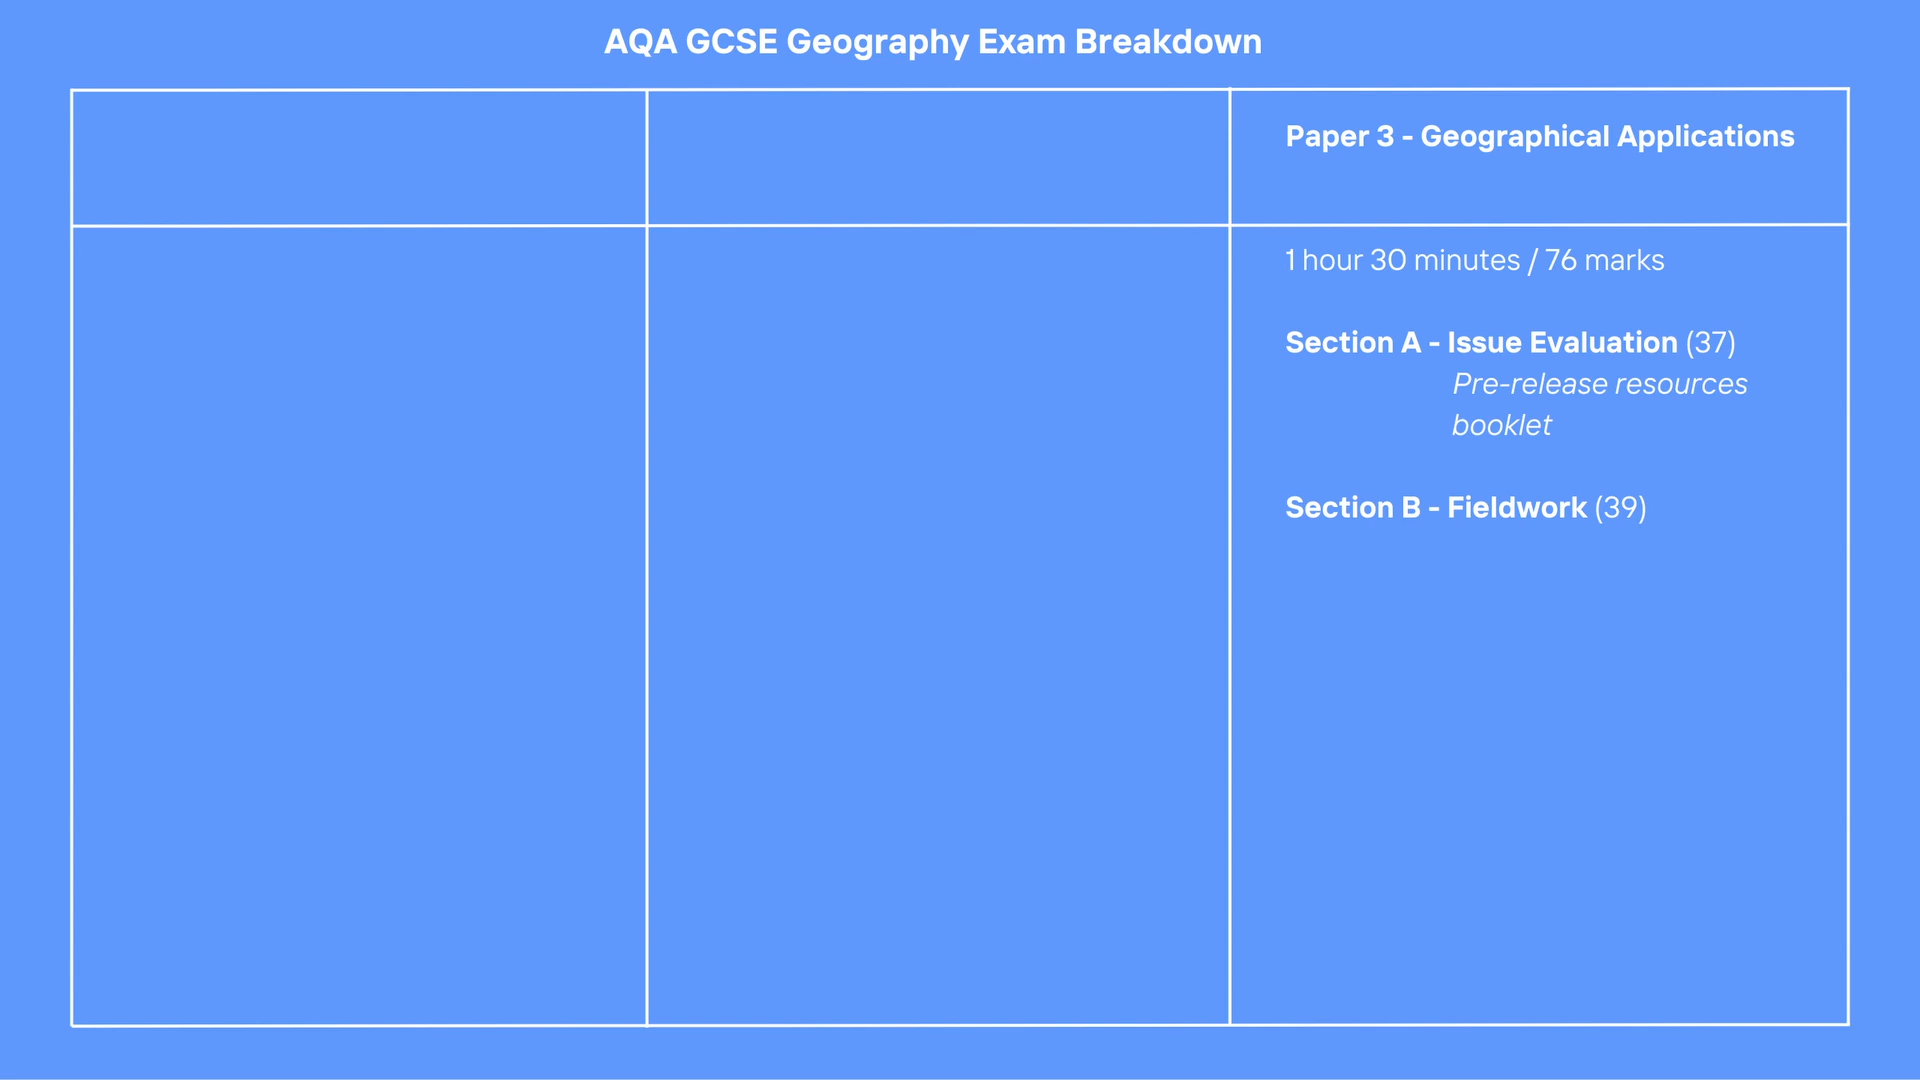 AQA GCSE Geography Exam Breakdown
Paper 3 - Geographical Applications
1 hour 30 minutes / 76 marks
Section A - Issue Evaluation (37)
Pre-release resources
booklet
Section B - Fieldwork (39)